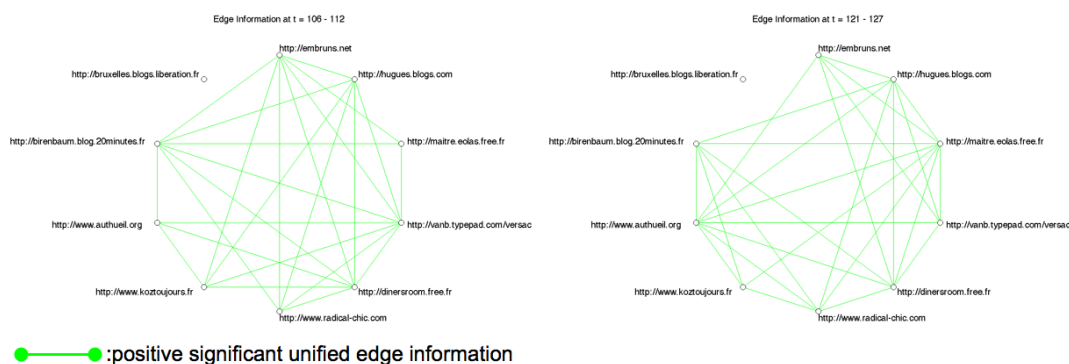 Edge Information at t = 106 - 112
http://embruns.net
http://bruxelles.blogs.liberation.fr
http://hugues.blogs.com
http://birenbaum.blog.20minutes.fr
http://maitre.eolas.free.fr
http://www.authueil.org
http://vanb.typepad.com/versac
http://www.koztoujours.fr
http://dinersroom.free.fr
http://www.radical-chic.com
Edge Information at t = 121 - 127
http://embruns.net
http://bruxelles.blogs.liberation.fr
http://hugues.blogs.com
http://birenbaum.blog.20minutes.fr
http://maitre.eolas.free.fr
http://www.authueil.org
http://vanb.typepad.com/versac
http://www.koztoujours.fr
http://dinersroom.free.fr
http://www.radical-chic.com
:positive significant unified edge information